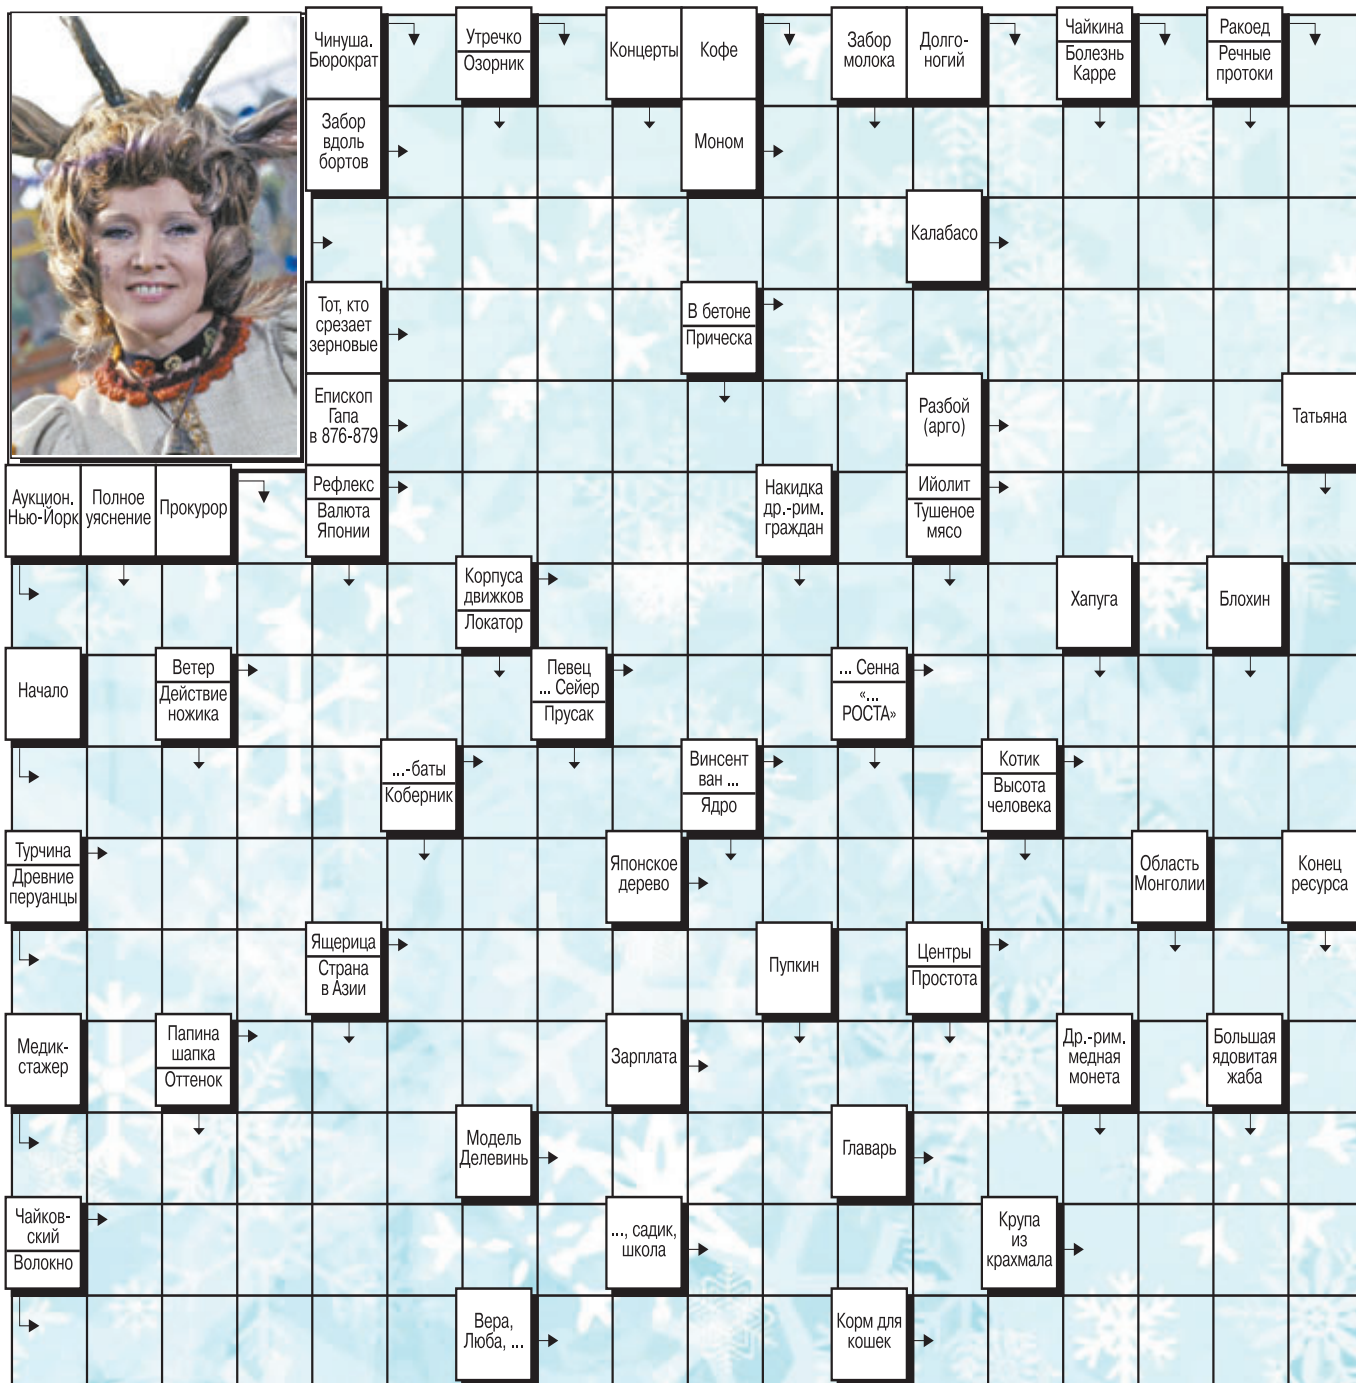 Чинуша.
Бюрократ
Утречко
Озорник
Концерты
Кофе
Забор
молока
Долго-
ногий
Чайкина
Болезнь
Карре
Ракоед
Речные
протоки
Забор
вдоль
бортов
Моном
Калабасо
Тот, кто
срезает
зерновые
В бетоне
Прическа
Епископ
Гапа
в 876-879
Разбой
(арго)
Татьяна
Аукцион.
Нью-Йорк
Полное
уяснение
Прокурор
Рефлекс
Валюта
Японии
Накидка
др.-рим.
граждан
Ийолит
Тушеное
мясо
Корпуса
движков
Локатор
Хапуга
Блохин
Начало
Ветер
Действие
ножика
Певец
... Сейер
Прусак
... Сенна
«...
РОСТА»
...-баты
Коберник
Винсент
ван ...
Ядро
Котик
Высота
человека
Турчина
Древние
перуанцы
Японское
дерево
Область
Монголии
Конец
ресурса
Ящерица
Страна
в Азии
Пупкин
Центры
Простота
Медик-
стажер
Папина
шапка
Оттенок
Зарплата
Др.-рим.
медная
монета
Большая
ядовитая
жаба
Модель
Делевинь
Главарь
Чайков-
ский
Волокно
..., садик,
школа
Крупа
из
крахмала
Вера,
Люба, ...
Корм для
кошек